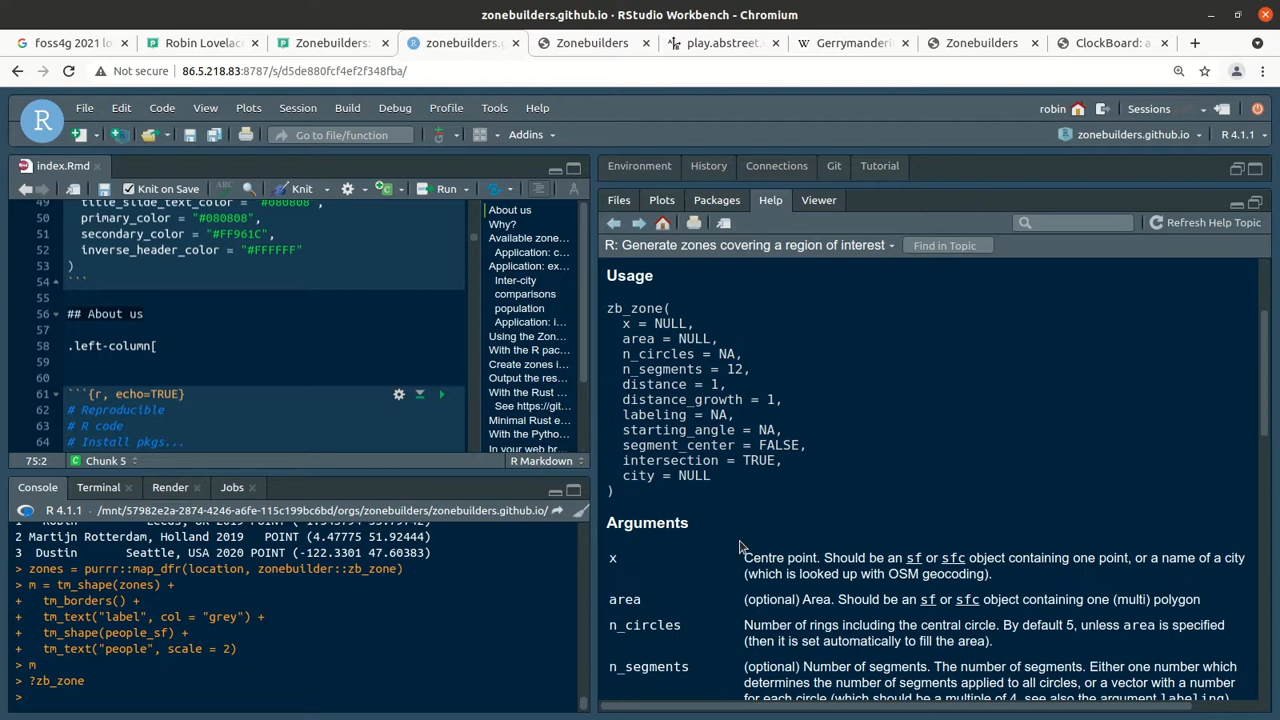 zonebuilders.github.io - RStudio Workbench - Chromium
foss4g 2021 l
Robin Lovelac
Zonebuilders:
zonebuilders.g
Zonebuilders
play.abstreet.
Gerrymanderi
Zonebuilders
ClockBoard: a
Not secure
86.5.218.83:8787/s/d5de880fcf4ef2f348fba/
File Edit Code View Plots Session Build Debug Profile Tools Help
robin
Sessions
Go to file/function
Addins
zonebuilders.github.io
R 4.1.1
index.Rmd
Knit on Save
Knit
Run
49 title_slide_text_color = "#080808",
50 primary_color = "#080808",
51 secondary_color = "#FF961C",
52 inverse_header_color = "#FFFFFF"
53 )
54 ```
55
56 ## About us
57
58 .left-column[
59
60
61 ```{r, echo=TRUE}
62 # Reproducible
63 # R code
64 # Install pkgs...
75:2
Chunk 5
R Markdown
About us
Why?
Available zone...
Application: c...
Application: ex...
Inter-city
comparisons
population
Application: i...
Using the Zon...
With the R pac...
Create zones i...
Output the res...
With the Rust ...
See https://git...
Minimal Rust e...
With the Python...
In your web br...
Console
Terminal
Render
Jobs
R 4.1.1 · /mnt/57982e2a-2874-4246-a6fe-115c199bc6bd/orgs/zonebuilders/zonebuilders.github.io/
2 Martijn Rotterdam, Holland 2019 POINT (4.47775 51.92442)
3 Dustin Seattle, USA 2020 POINT (-122.3301 47.60383)
> zones = purrr::map_dfr(location, zonebuilder::zb_zone)
> m = tm_shape(zones) +
+ tm_borders() +
+ tm_text("label", col = "grey") +
+ tm_shape(people_sf) +
+ tm_text("people", scale = 2)
> m
> ?zb_zone
>
Environment
History
Connections
Git
Tutorial
Files
Plots
Packages
Help
Viewer
Refresh Help Topic
R: Generate zones covering a region of interest
Find in Topic
Usage
zb_zone(
x = NULL,
area = NULL,
n_circles = NA,
n_segments = 12,
distance = 1,
distance_growth = 1,
labeling = NA,
starting_angle = NA,
segment_center = FALSE,
intersection = TRUE,
city = NULL
)
Arguments
x Centre point. Should be an sf or sfc object containing one point, or a name of a city
(which is looked up with OSM geocoding).
area (optional) Area. Should be an sf or sfc object containing one (multi) polygon
n_circles Number of rings including the central circle. By default 5, unless area is specified
(then it is set automatically to fill the area).
n_segments (optional) Number of segments. The number of segments. Either one number which
determines the number of segments applied to all circles, or a vector with a number
for each circle (which should be a multiple of 4, see also the argument labeling)